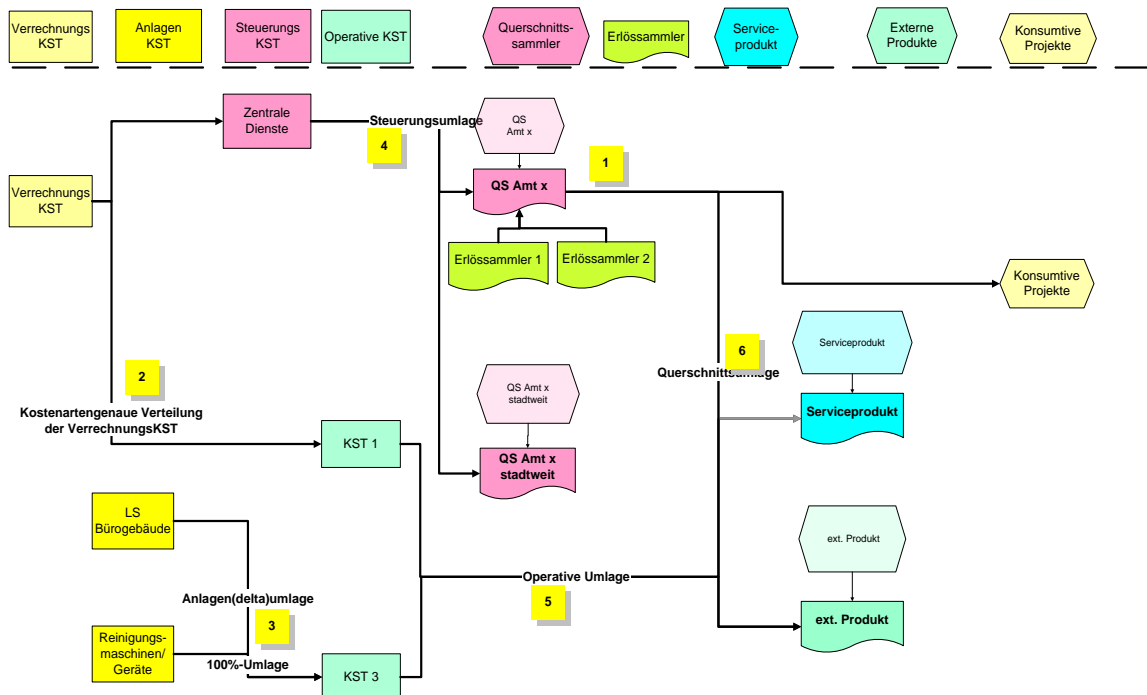 Verrechnungs
KST
Anlagen
KST
Steuerungs
KST
Operative KST
Querschnitts-
sammler
Erlössammler
Service-
produkt
Externe
Produkte
Konsumtive
Projekte
Zentrale
Dienste
Steuerungsumlage
4
QS
Amt x
1
Verrechnungs
KST
QS Amt x
Erlössammler 1
Erlössammler 2
Konsumtive
Projekte
2
Kostenartengenaue Verteilung
der VerrechnungsKST
6
Querschnittsumlage
Serviceprodukt
QS Amt x
stadtweit
Serviceprodukt
KST 1
QS Amt x
stadtweit
LS
Bürogebäude
ext. Produkt
Operative Umlage
5
Anlagen(delta)umlage
3
ext. Produkt
Reinigungs-
maschinen/
Geräte
100%-Umlage
KST 3